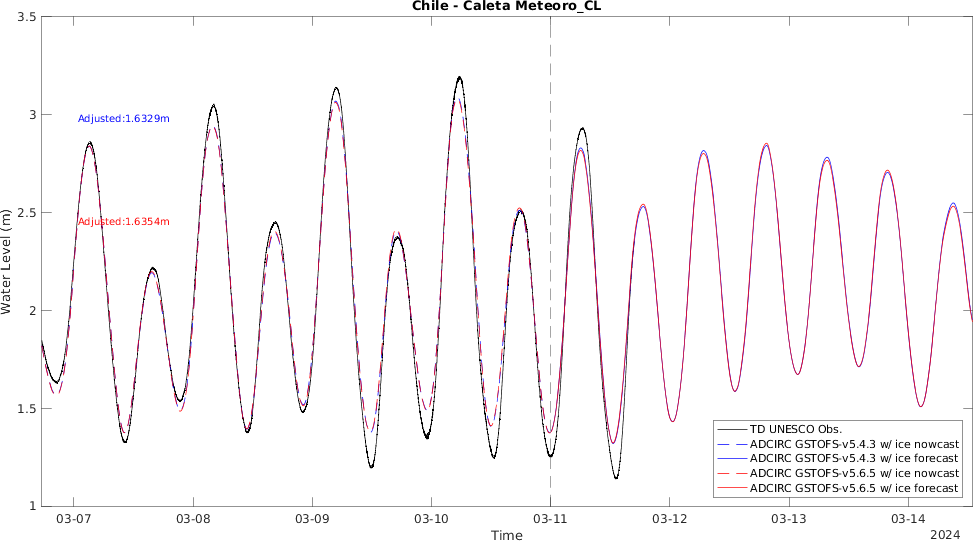 Chile - Caleta Meteoro_CL
3.5
3
2.5
2
1.5
1
Water Level (m)
Adjusted:1.6329m
Adjusted:1.6354m
TD UNESCO Obs.
ADCIRC GSTOFS-v5.4.3 w/ ice nowcast
ADCIRC GSTOFS-v5.4.3 w/ ice forecast
ADCIRC GSTOFS-v5.6.5 w/ ice nowcast
ADCIRC GSTOFS-v5.6.5 w/ ice forecast
03-07 03-08 03-09 03-10 03-11 03-12 03-13 03-14
Time
2024